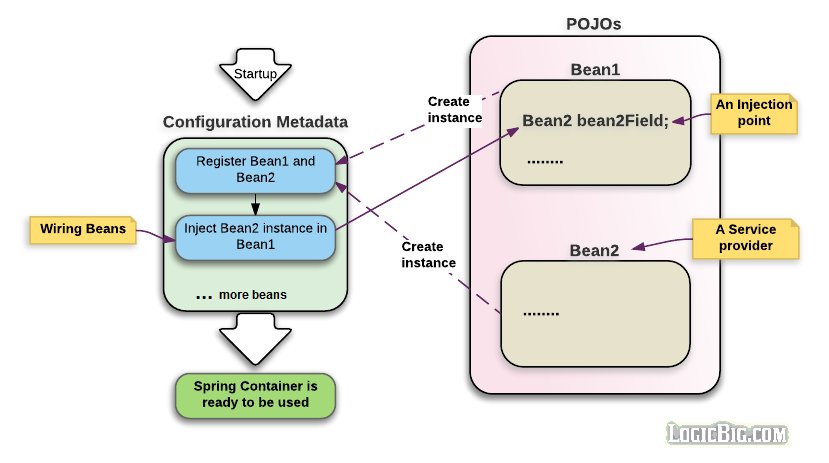 POJOs
Startup
Bean1
Create
instance
An Injection
point
Bean2 bean2Field;
........
Configuration Metadata
Register Bean1 and
Bean2
Wiring Beans
Inject Bean2 instance in
Bean1
A Service
provider
Create
instance
Bean2
... more beans
........
Spring Container is
ready to be used
LogicBig.com